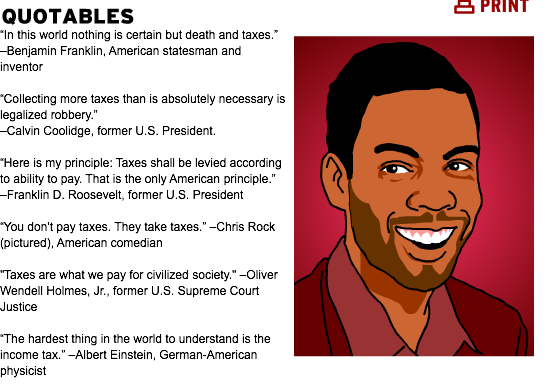 PRINT
QUOTABLES
“In this world nothing is certain but death and taxes.”
–Benjamin Franklin, American statesman and
inventor
“Collecting more taxes than is absolutely necessary is
legalized robbery.”
–Calvin Coolidge, former U.S. President.
“Here is my principle: Taxes shall be levied according
to ability to pay. That is the only American principle.”
–Franklin D. Roosevelt, former U.S. President
“You don't pay taxes. They take taxes.” –Chris Rock
(pictured), American comedian
"Taxes are what we pay for civilized society." –Oliver
Wendell Holmes, Jr., former U.S. Supreme Court
Justice
“The hardest thing in the world to understand is the
income tax.” –Albert Einstein, German-American
physicist